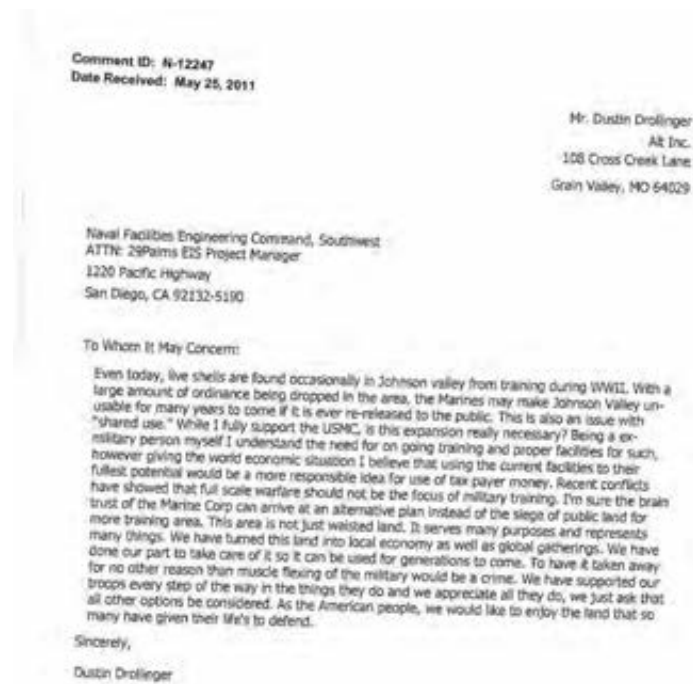 Comment ID: N-12247
Date Received: May 25, 2011
Mr. Dustin Drollinger
Alt Inc.
108 Cross Creek Lane
Grain Valley, MO 64029
Naval Facilities Engineering Command, Southwest
ATTN: 29Palms EIS Project Manager
1220 Pacific Highway
San Diego, CA 92132-5190
To Whom It May Concern:
Even today, live shells are found occasionally in Johnson valley from training during WWII. With a
large amount of ordinance being dropped in the area, the Marines may make Johnson Valley un-
usable for many years to come if it is ever re-released to the public. This is also an issue with
"shared use." While I fully support the USMC, is this expansion really necessary? Being a ex-
military person myself I understand the need for on going training and proper facilities for such,
however giving the world economic situation I believe that using the current facilities to their
fullest potential would be a more responsible idea for use of tax payer money. Recent conflicts
have showed that full scale warfare should not be the focus of military training. I'm sure the brain
trust of the Marine Corp can arrive at an alternative plan instead of the siege of public land for
more training area. This area is not just waisted land. It serves many purposes and represents
many things. We have turned this land into local economy as well as global gatherings. We have
done our part to take care of it so it can be used for generations to come. To have it taken away
for no other reason than muscle flexing of the military would be a crime. We have supported our
troops every step of the way in the things they do and we appreciate all they do, we just ask that
all other options be considered. As the American people, we would like to enjoy the land that so
many have given their life's to defend.
Sincerely,
Dustin Drollinger